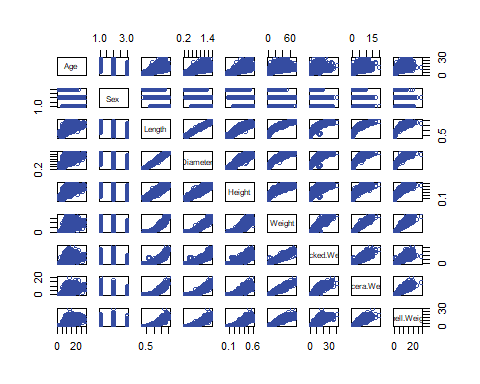 1.0 3.0 0.2 1.4 0 60 0 15
Age 0 30
1.0 Sex
Length 0.5
0.2 Diameter
Height 0.1
0 Weight
cked.We 0
0 20 cera.We
nell.Weig 0 30
0 20 0.5 0.1 0.6 0 30 0 20